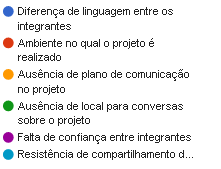 Diferença de linguagem entre os
integrantes
Ambiente no qual o projeto é
realizado
Ausência de plano de comunicação
no projeto
Ausência de local para conversas
sobre o projeto
Falta de confiança entre integrantes
Resistência de compartilhamento d...